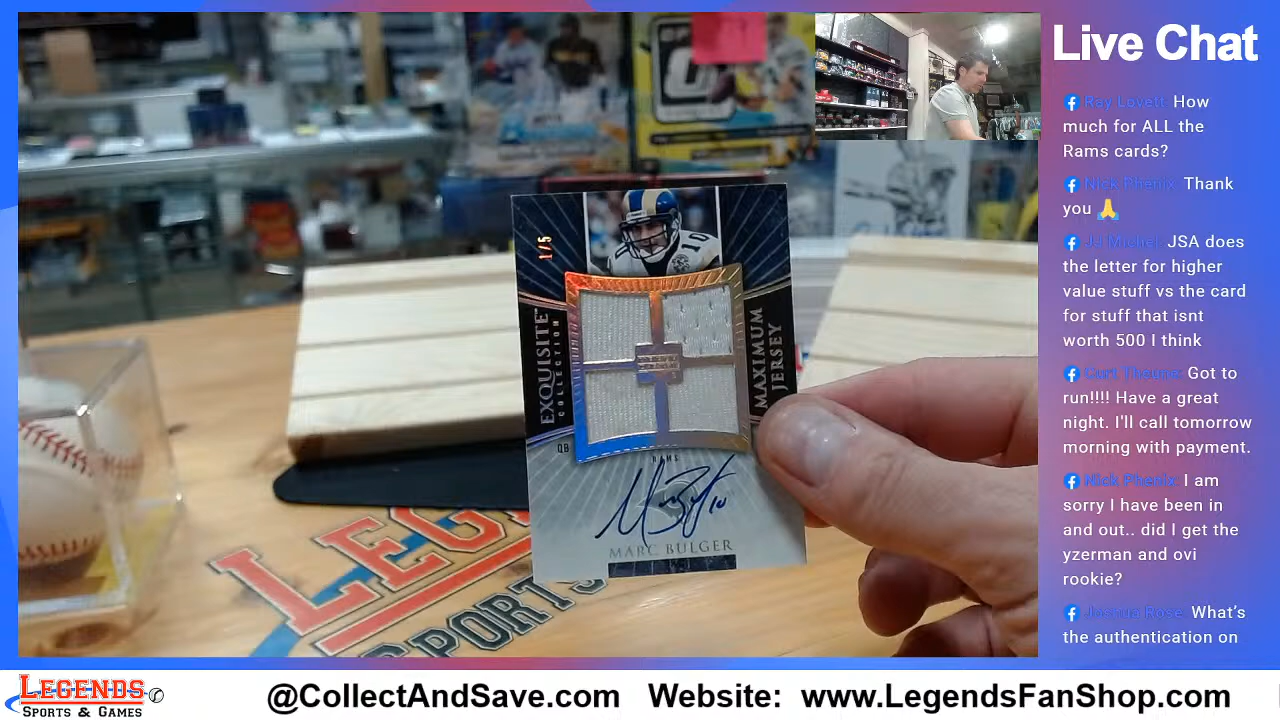 Live Chat
Ray Lovett: How
much for ALL the
Rams cards?
Nick Phenix: Thank
you 🙏
JJ Michel: JSA does
the letter for higher
value stuff vs the card
for stuff that isnt
worth 500 I think
Curt Theune: Got to
run!!!! Have a great
night. I'll call tomorrow
morning with payment.
Nick Phenix: I am
sorry I have been in
and out.. did I get the
yzerman and ovi
rookie?
Joshua Rose: What's
the authentication on
1/5
10
EXQUISITE
COLLECTION
MAXIMUM
JERSEY
QB
RAMS
MARC BULGER
LEG
SPORTS
LEGENDS
SPORTS & GAMES
@CollectAndSave.com Website: www.LegendsFanShop.com